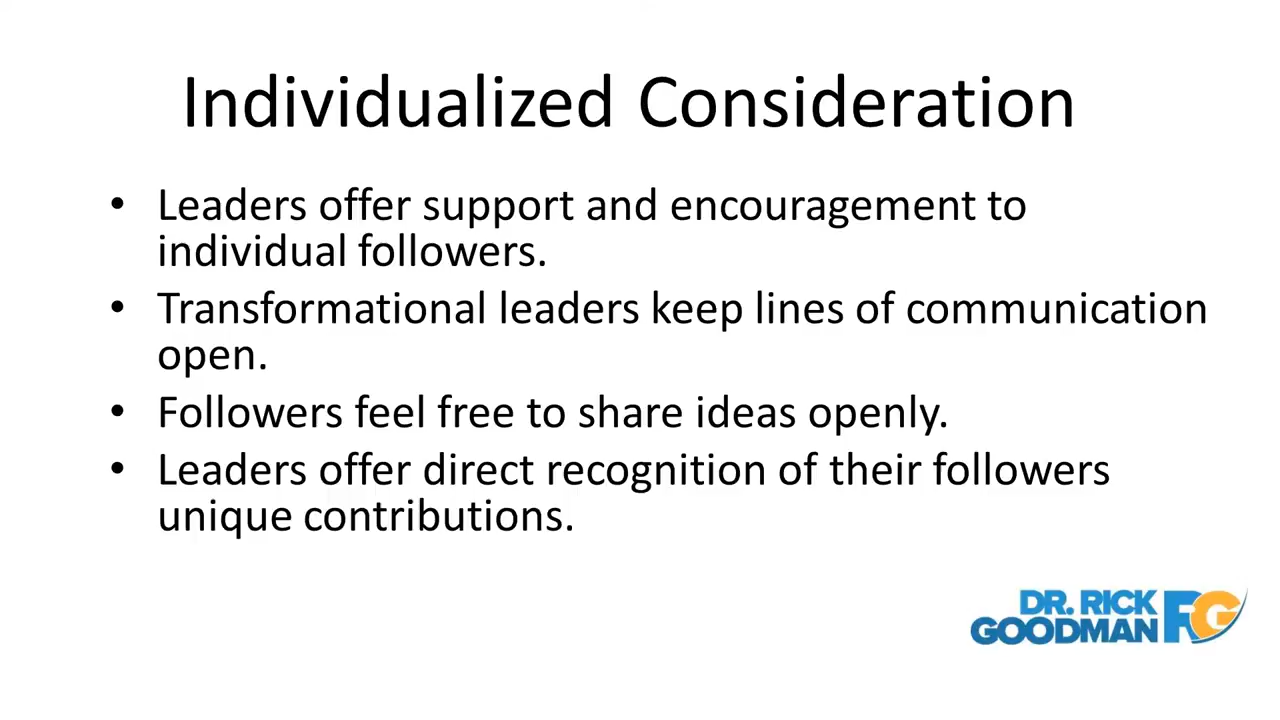 Individualized Consideration
• Leaders offer support and encouragement to
individual followers.
• Transformational leaders keep lines of communication
open.
• Followers feel free to share ideas openly.
• Leaders offer direct recognition of their followers
unique contributions.
DR. RICK
GOODMAN RG